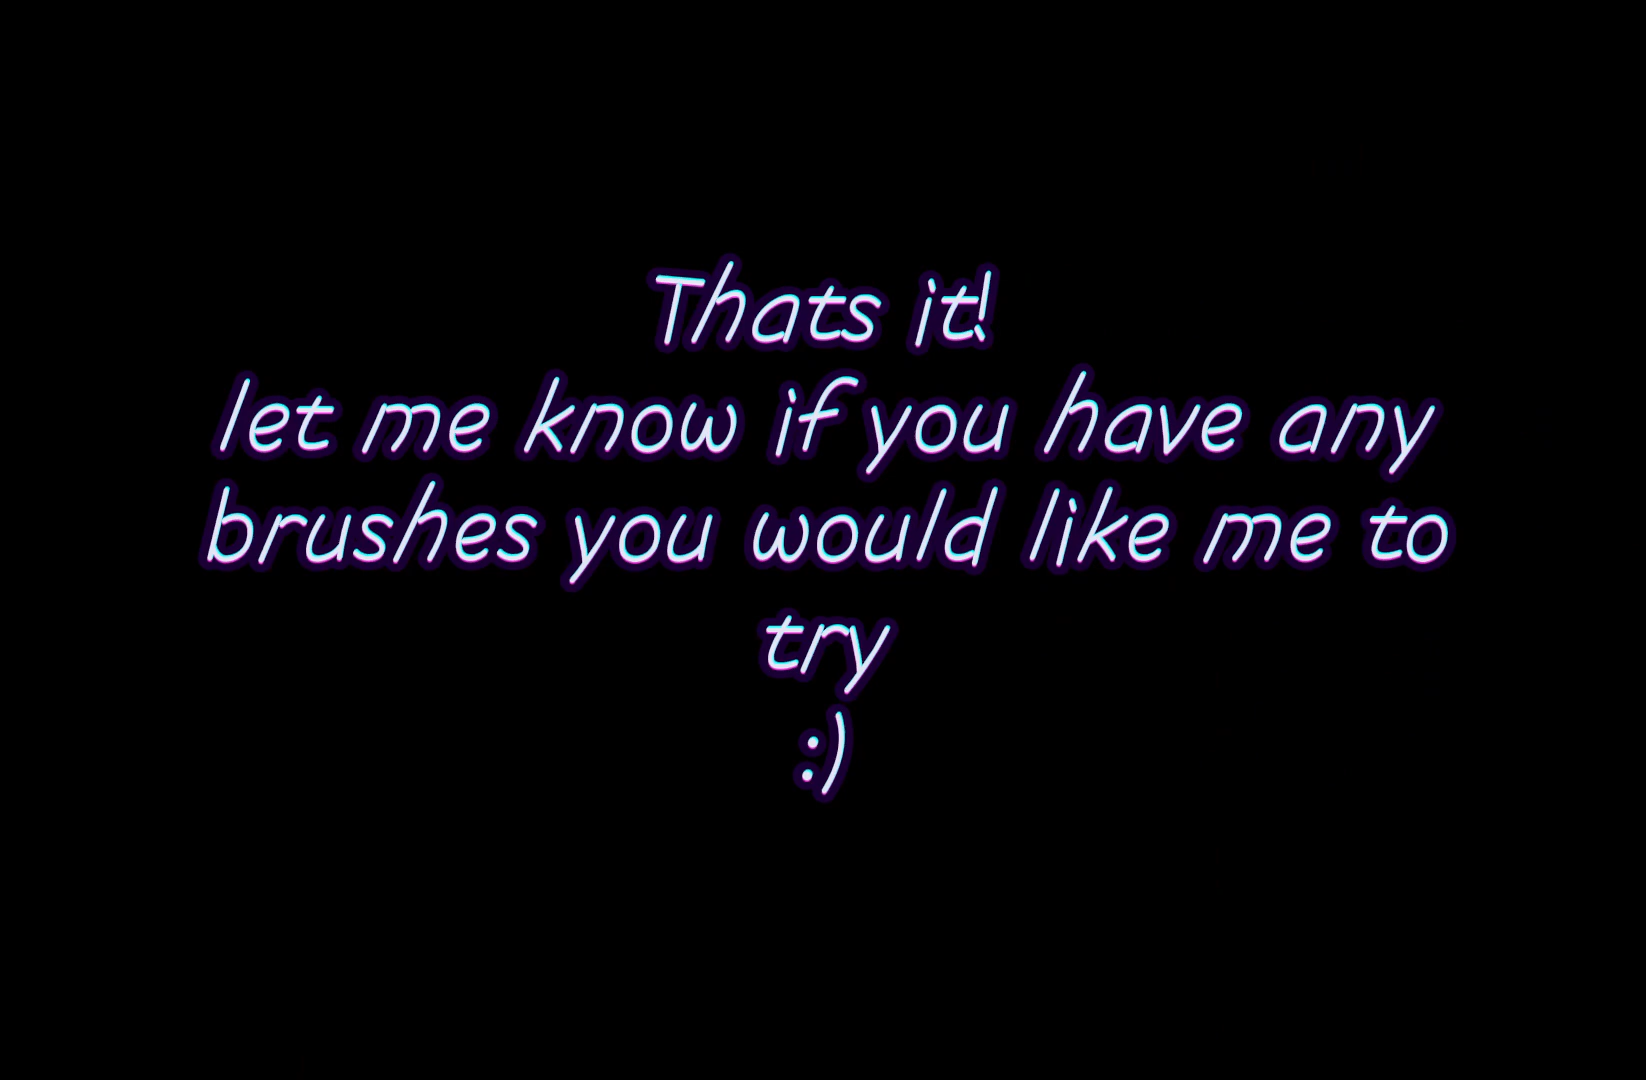 Thats it!
let me know if you have any
brushes you would like me to
try
:)